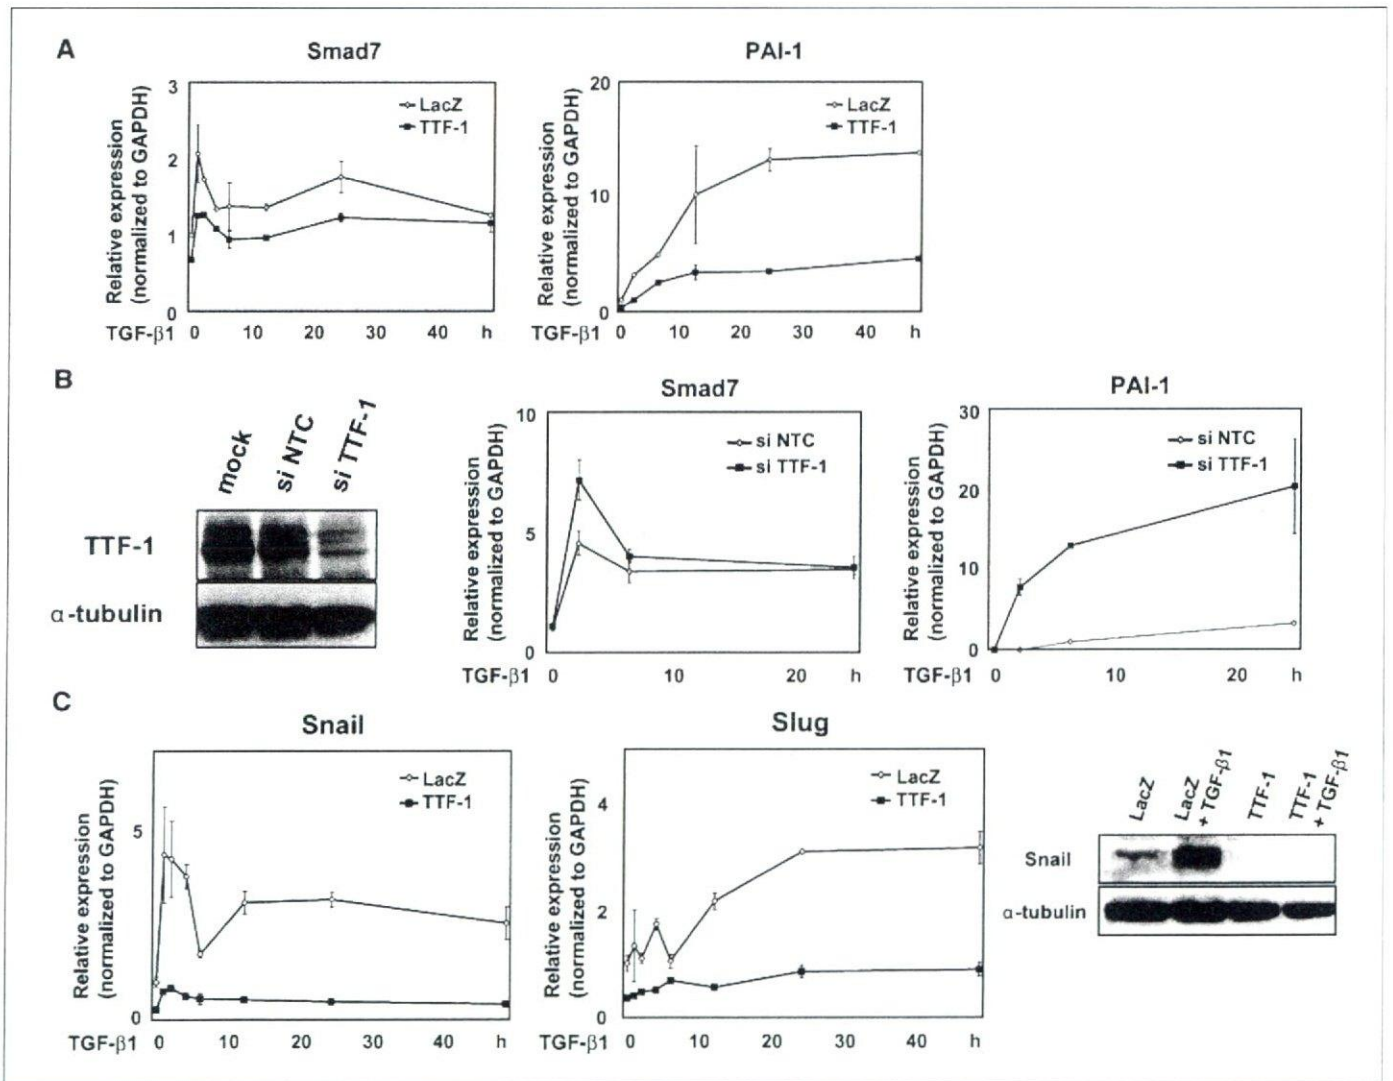 A
Smad7
Relative expression
(normalized to GAPDH)
3
2
1
0
LacZ
TTF-1
TGF-β1 0 10 20 30 40 h
PAI-1
Relative expression
(normalized to GAPDH)
20
10
0
LacZ
TTF-1
TGF-β1 0 10 20 30 40 h
B
mock
si NTC
si TTF-1
TTF-1
α-tubulin
Smad7
Relative expression
(normalized to GAPDH)
10
5
0
si NTC
si TTF-1
TGF-β1 0 10 20 h
PAI-1
Relative expression
(normalized to GAPDH)
30
20
10
0
si NTC
si TTF-1
TGF-β1 0 10 20 h
C
Snail
Relative expression
(normalized to GAPDH)
5
0
LacZ
TTF-1
TGF-β1 0 10 20 30 40 h
Slug
Relative expression
(normalized to GAPDH)
4
2
0
LacZ
TTF-1
TGF-β1 0 10 20 30 40 h
LacZ
LacZ
+ TGF-β1
TTF-1
TTF-1
+ TGF-β1
Snail
α-tubulin